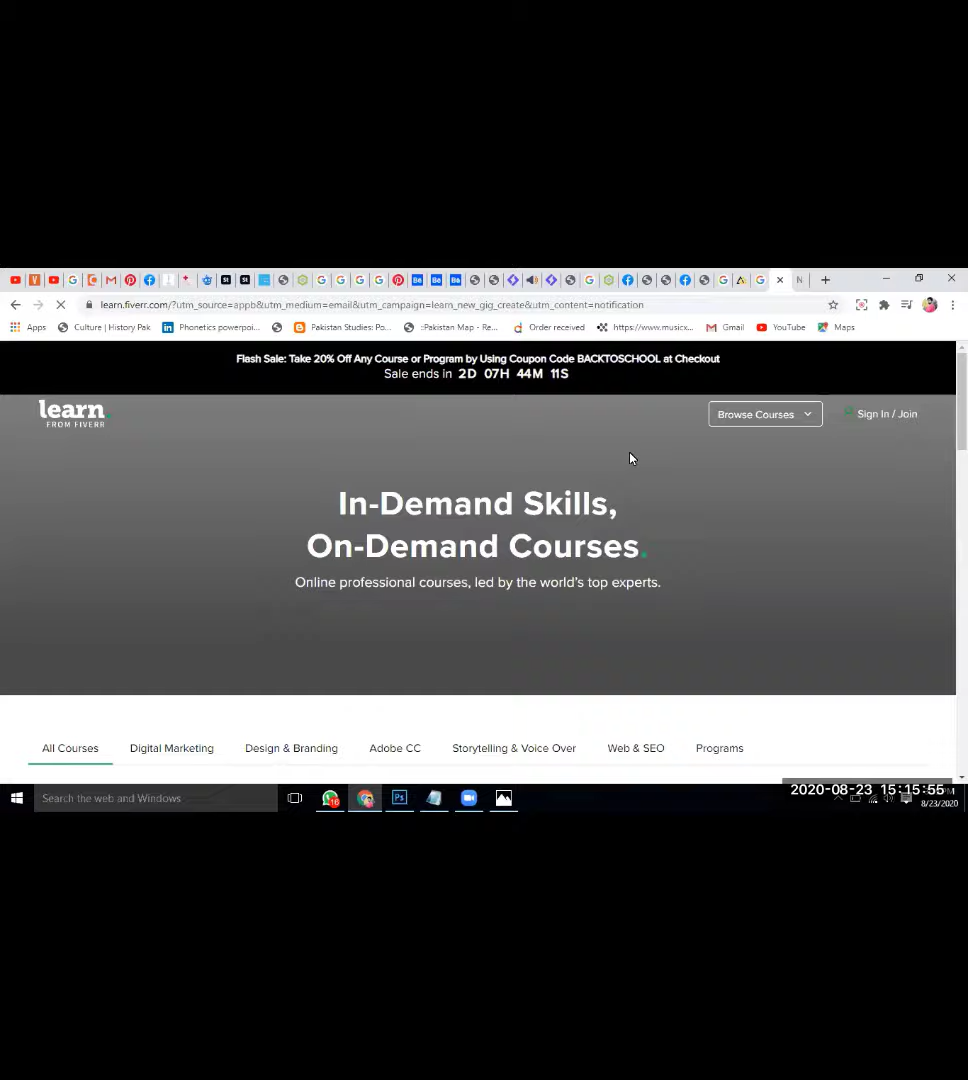 learn.fiverr.com/?utm_source=appb&utm_medium=email&utm_campaign=learn_new_gig_create&utm_content=notification
Apps Culture | History Pak Phonetics powerpoi... Pakistan Studies: Po... ::Pakistan Map - Re... Order received https://www.musicx... Gmail YouTube Maps
Flash Sale: Take 20% Off Any Course or Program by Using Coupon Code BACKTOSCHOOL at Checkout
Sale ends in 2D 07H 44M 11S
learn.
FROM FIVERR
Browse Courses
Sign In / Join
In-Demand Skills,
On-Demand Courses.
Online professional courses, led by the world's top experts.
All Courses Digital Marketing Design & Branding Adobe CC Storytelling & Voice Over Web & SEO Programs
Search the web and Windows
16
Ps
2020-08-23 15:15:55
8/23/2020